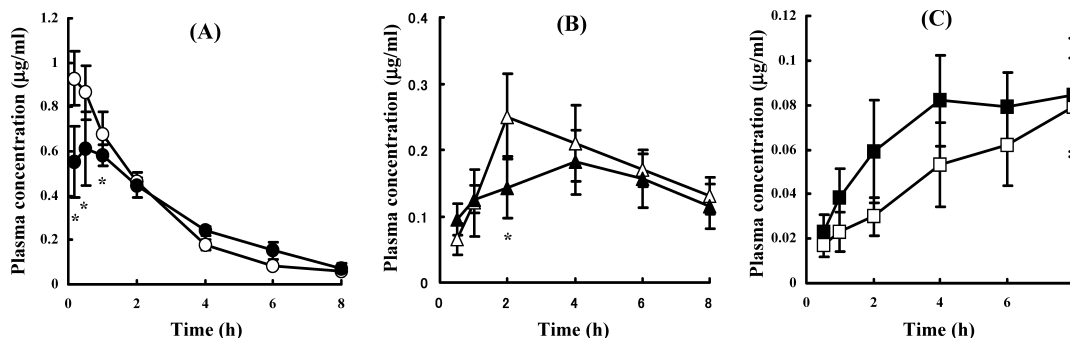 (A)
Plasma concentration (μg/ml)
1.2
1
0.8
0.6
0.4
0.2
0
*
*
*
0 2 4 6 8
Time (h)
(B)
Plasma concentration (μg/ml)
0.4
0.3
0.2
0.1
0
*
0 2 4 6 8
Time (h)
(C)
Plasma concentration (μg/ml)
0.12
0.1
0.08
0.06
0.04
0.02
0
0 2 4 6 8
Time (h)